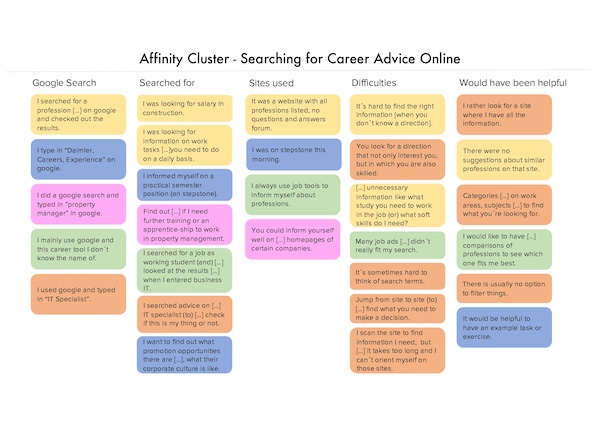 Affinity Cluster - Searching for Career Advice Online
Google Search
I searched for a
profession [...] on google
and checked out the
results.
I type in "Daimler,
Careers, Experience" on
google.
I did a google search and
typed in "property
manager" in google.
I mainly use google and
this career tool I don´t
know the name of.
I used google and typed
in "IT Specialist".
Searched for
I was looking for salary in
construction.
I was looking for
information on work
tasks [...]you need to do
on a daily basis.
I informed myself on a
practical semester
position (on stepstone).
Find out [...] if I need
further training or an
apprentice-ship to work
in property management.
I searched for a job as
working student (and) [...]
looked at the results [...]
when I entered business
IT.
I searched advice on [...]
IT specialist (to) [...] check
if this is my thing or not.
I want to find out what
promotion opportunities
there are [...], what their
corporate culture is like.
Sites used
It was a website with all
professions listed, no
questions and answers
forum.
I was on stepstone this
morning.
I always use job tools to
inform myself about
professions.
You could inform yourself
well on [...] homepages of
certain companies.
Difficulties
It´s hard to find the right
information [when you
don´t know a direction].
You look for a direction
that not only interest you,
but in which you are also
skilled.
[...] unnecessary
information like what
study you need to work
in the job (or) what soft
skills do I need?
Many job ads [...] didn´t
really fit my search.
It´s sometimes hard to
think of search terms.
Jump from site to site (to)
[...] find what you need to
make a decision.
I scan the site to find
information I need, but
[...] it takes too long and I
can´t orient myself on
those sites.
Would have been helpful
I rather look for a site
where I have all the
information.
There were no
suggestions about similar
professions on that site.
Categories [...] on work
areas, subjects [...] to find
what you´re looking for.
I would like to have [...]
comparisons of
professions to see which
one fits me best.
There is usually no option
to filter things.
It would be helpful to
have an example task or
exercise.